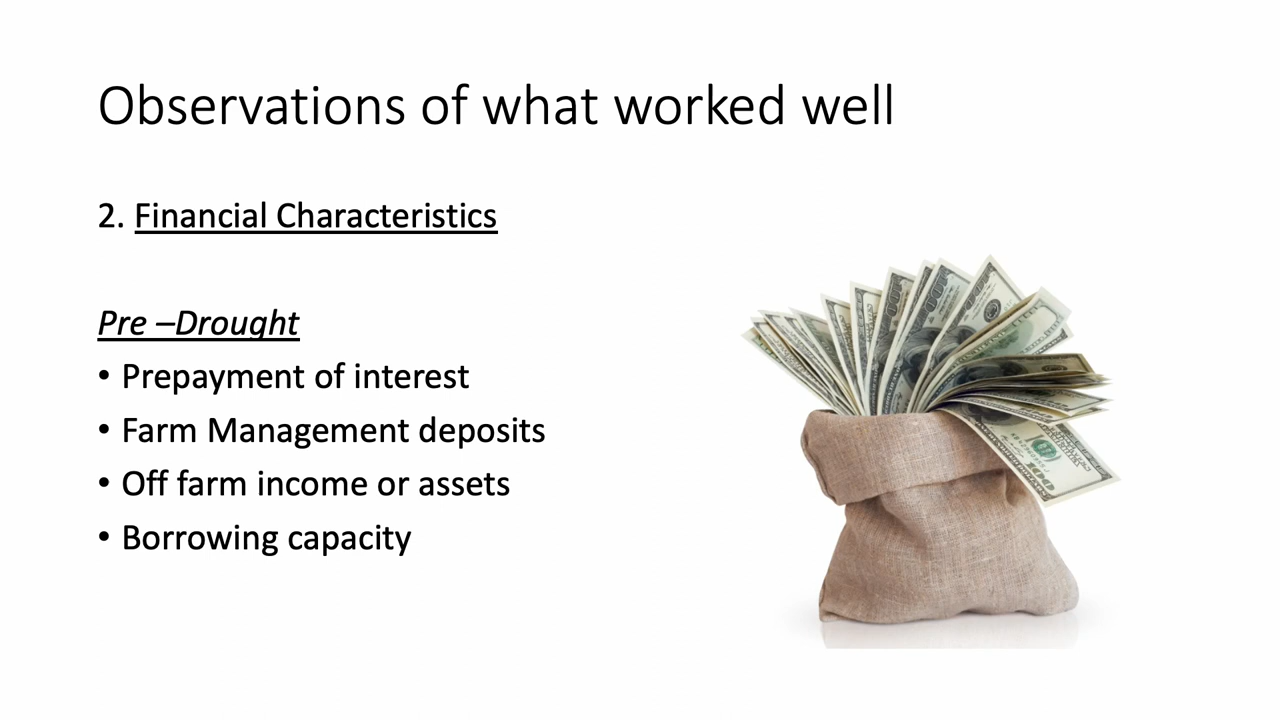 Observations of what worked well
2. Financial Characteristics
Pre –Drought
• Prepayment of interest
• Farm Management deposits
• Off farm income or assets
• Borrowing capacity